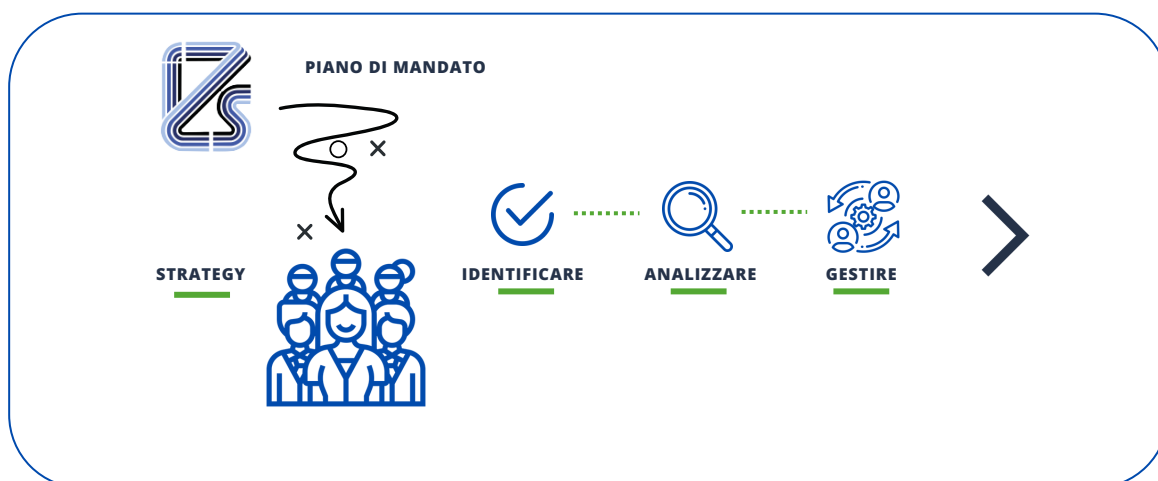 PIANO DI MANDATO
STRATEGY
IDENTIFICARE
ANALIZZARE
GESTIRE